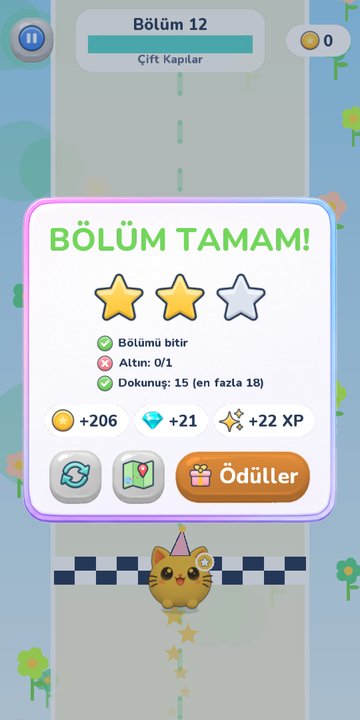 Bölüm 12
Çift Kapılar
0
BÖLÜM TAMAM!
Bölümü bitir
Altın: 0/1
Dokunuş: 15 (en fazla 18)
+206
+21
+22 XP
Ödüller